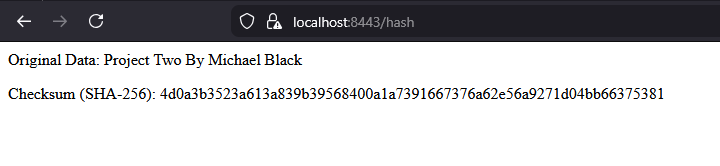 localhost:8443/hash
Original Data: Project Two By Michael Black
Checksum (SHA-256): 4d0a3b3523a613a839b39568400a1a7391667376a62e56a9271d04bb66375381